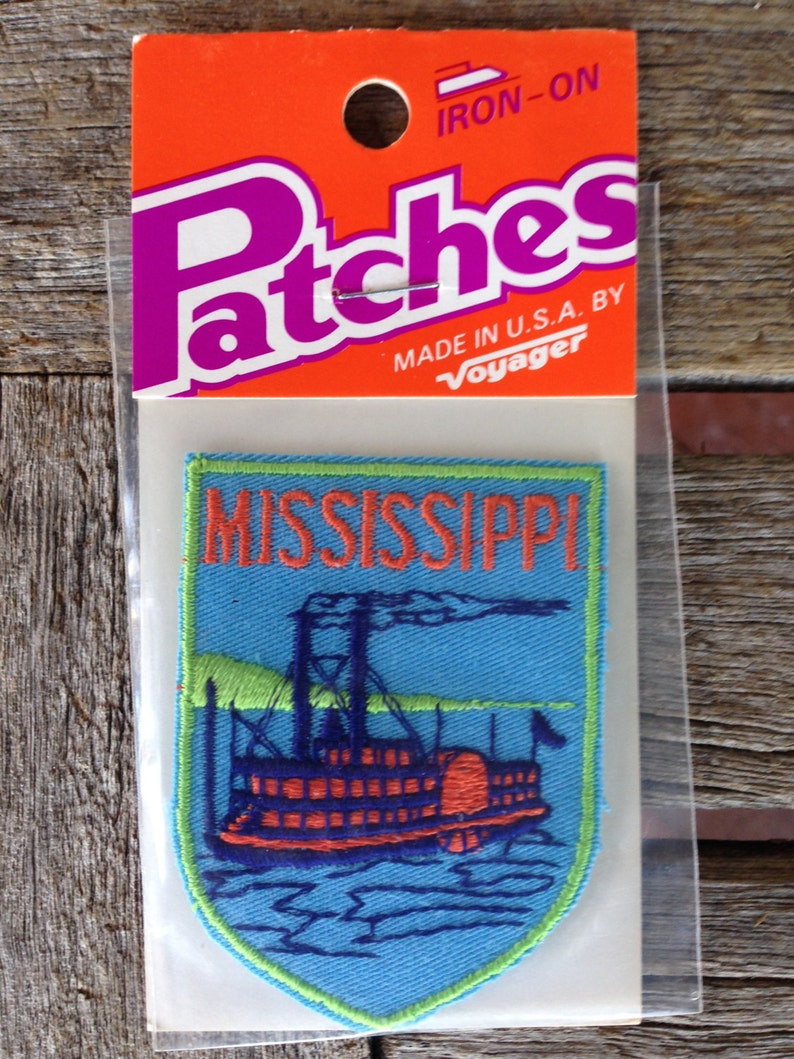 IRON-ON
Patches
MADE IN U.S.A. BY
Voyager
MISSISSIPPI